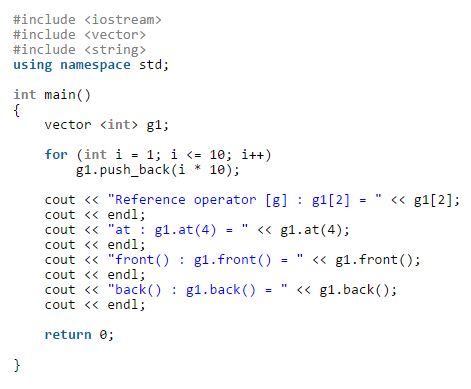 #include <iostream>
#include <vector>
#include <string>
using namespace std;
int main()
{
    vector <int> g1;
    for (int i = 1; i <= 10; i++)
        g1.push_back(i * 10);
    cout << "Reference operator [g] : g1[2] = " << g1[2];
    cout << endl;
    cout << "at : g1.at(4) = " << g1.at(4);
    cout << endl;
    cout << "front() : g1.front() = " << g1.front();
    cout << endl;
    cout << "back() : g1.back() = " << g1.back();
    cout << endl;
    return 0;
}